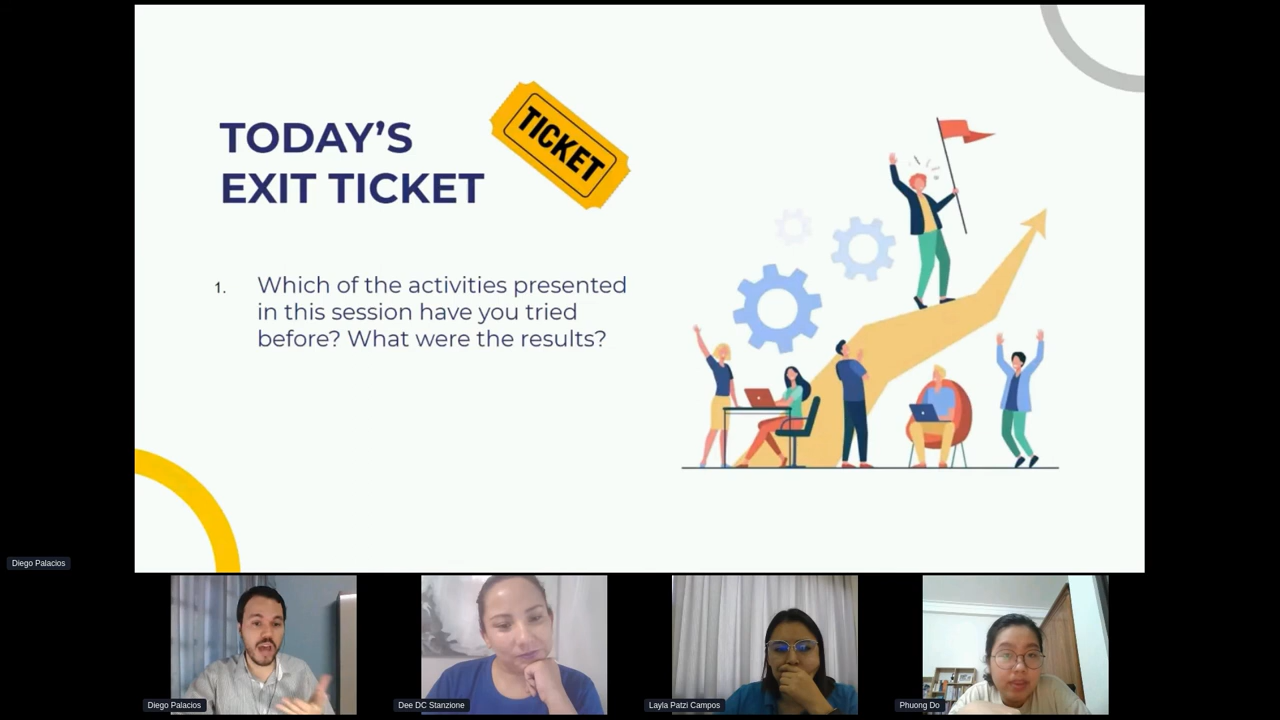 TODAY’S
EXIT TICKET
TICKET
1. Which of the activities presented
in this session have you tried
before? What were the results?
Diego Palacios
Diego Palacios
Dee DC Stanzione
Layla Patzi Campos
Phuong Do